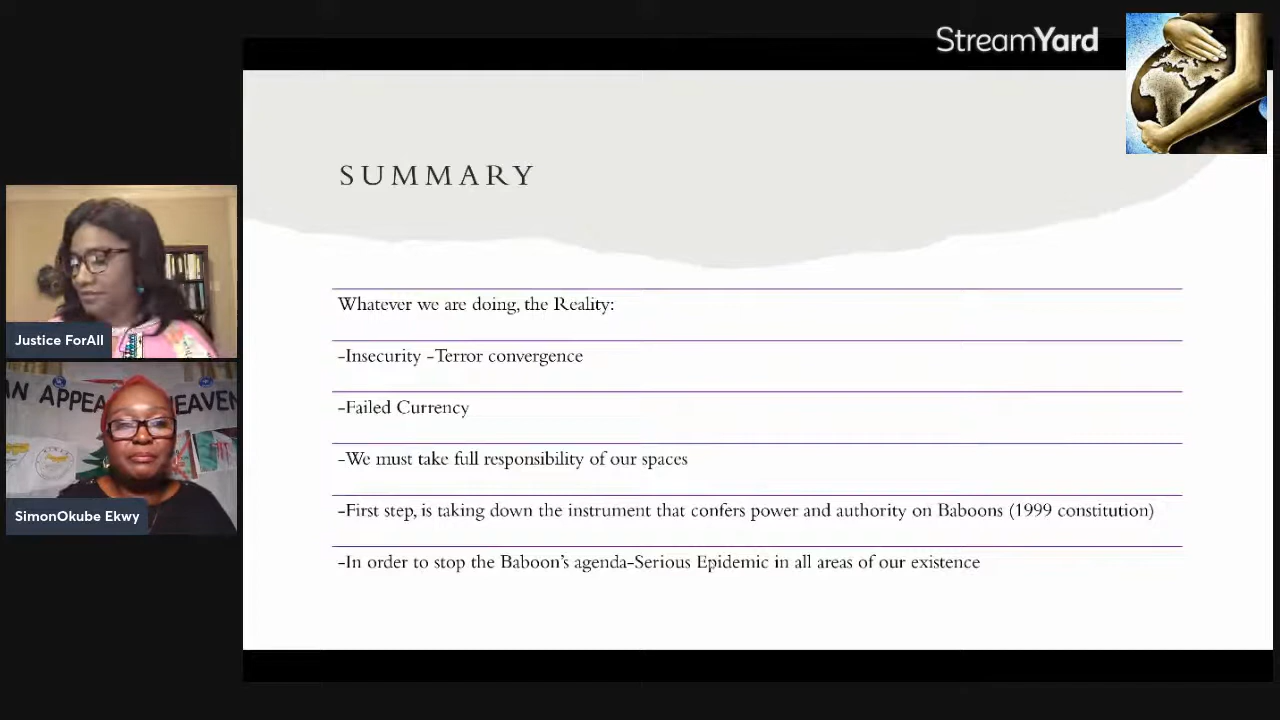 StreamYard
SUMMARY
Whatever we are doing, the Reality:
-Insecurity -Terror convergence
-Failed Currency
-We must take full responsibility of our spaces
-First step, is taking down the instrument that confers power and authority on Baboons (1999 constitution)
-In order to stop the Baboon's agenda-Serious Epidemic in all areas of our existence
Justice ForAll
AN APPEA HEAVEN
SimonOkube Ekwy